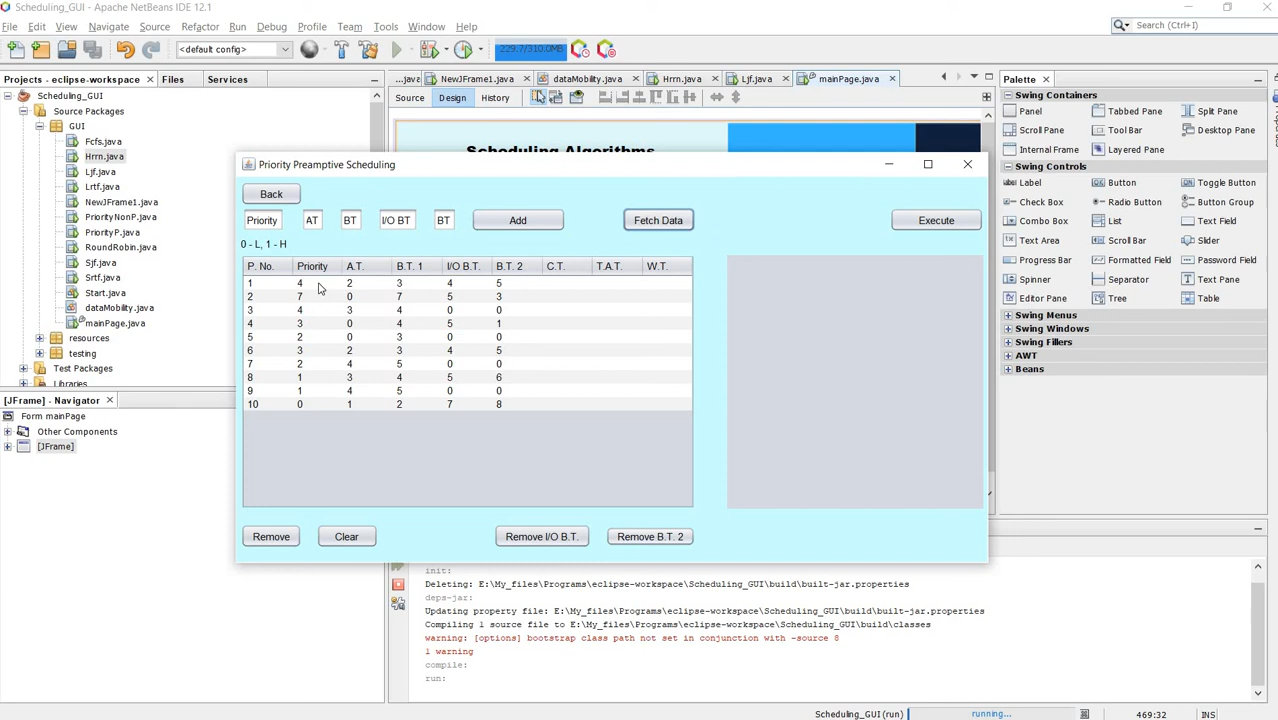 Scheduling_GUI - Apache NetBeans IDE 12.1
File Edit View Navigate Source Refactor Run Debug Profile Team Tools Window Help
Search (Ctrl+I)
<default config>
229.7/310.0MB
Projects - eclipse-workspace
Files
Services
...java
NewJFrame1.java
dataMobility.java
Hrrn.java
Ljf.java
mainPage.java
Source
Design
History
Scheduling_GUI
Source Packages
GUI
Fcfs.java
Hrrn.java
Ljf.java
Lrtf.java
NewJFrame1.java
PriorityNonP.java
PriorityP.java
RoundRobin.java
Sjf.java
Srtf.java
Start.java
dataMobility.java
mainPage.java
resources
testing
Test Packages
Libraries
[JFrame] - Navigator
Form mainPage
Other Components
[JFrame]
Scheduling Algorithms
Priority Preemptive Scheduling
Back
Priority AT BT I/O BT BT Add Fetch Data Execute
0 - L, 1 - H
P. No. Priority A.T. B.T. 1 I/O B.T. B.T. 2 C.T. T.A.T. W.T.
1 4 2 3 4 5
2 7 0 7 5 3
3 4 3 4 0 0
4 3 0 4 5 1
5 2 0 3 0 0
6 3 2 3 4 5
7 2 4 5 0 0
8 1 3 4 5 6
9 1 4 5 0 0
10 0 1 2 7 8
Remove Clear Remove I/O B.T. Remove B.T. 2
init:
Deleting: E:\My_files\Programs\eclipse-workspace\Scheduling_GUI\build\built-jar.properties
deps-jar:
Updating property file: E:\My_files\Programs\eclipse-workspace\Scheduling_GUI\build\built-jar.properties
Compiling 1 source file to E:\My_files\Programs\eclipse-workspace\Scheduling_GUI\build\classes
warning: [options] bootstrap class path not set in conjunction with -source 8
1 warning
compile:
run:
Palette
Swing Containers
Panel Tabbed Pane Split Pane
Scroll Pane Tool Bar Desktop Pane
Internal Frame Layered Pane
Swing Controls
Label Button Toggle Button
Check Box Radio Button Button Group
Combo Box List Text Field
Text Area Scroll Bar Slider
Progress Bar Formatted Field Password Field
Spinner Separator Text Pane
Editor Pane Tree Table
Swing Menus
Swing Windows
Swing Fillers
AWT
Beans
Scheduling_GUI (run) running... 469:32 INS